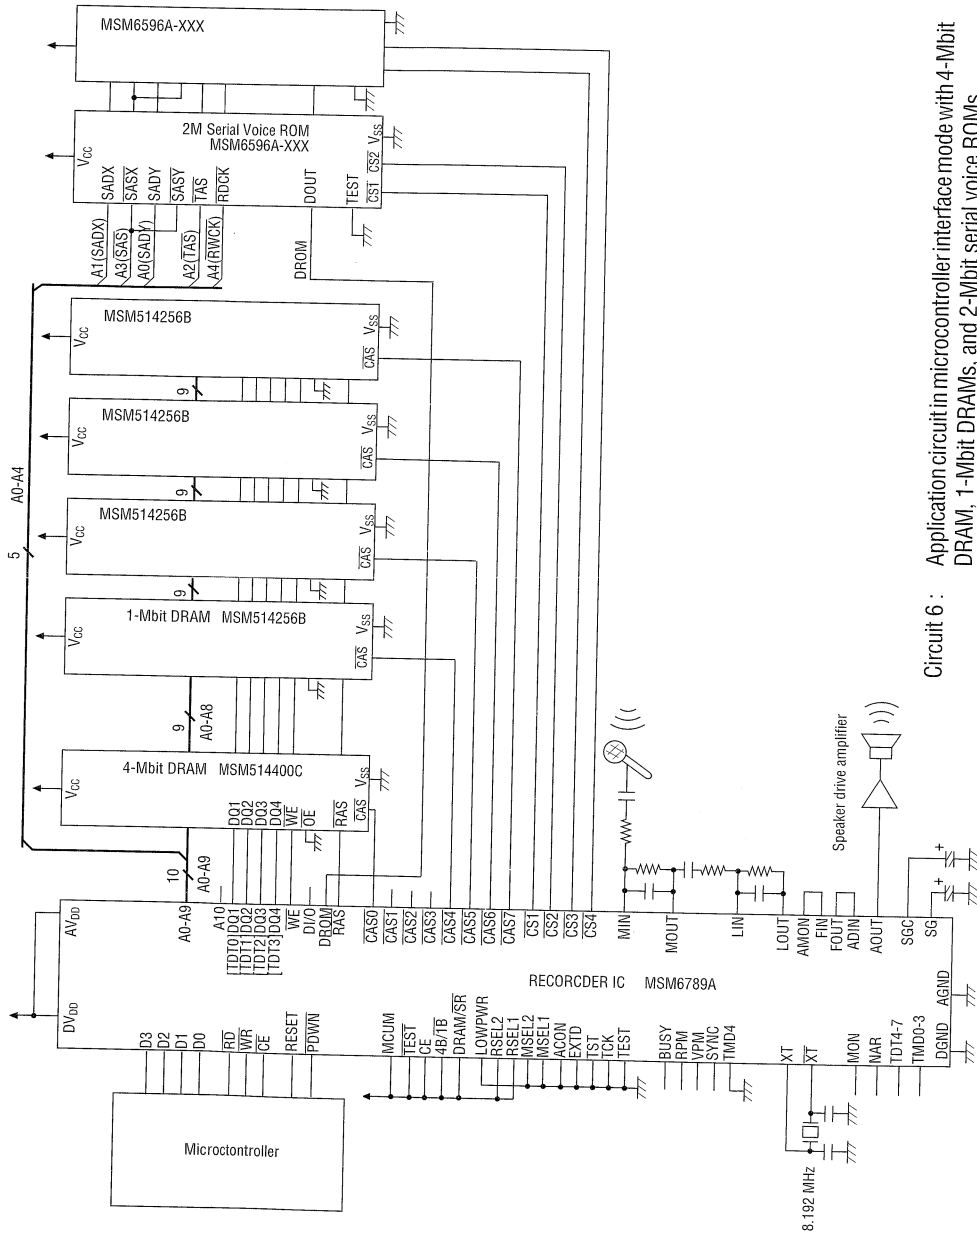 MSM6596A-XXX
2M Serial Voice ROM
MSM6596A-XXX
VCC
SADX
SASX
SADY
SASY
TAS
RDCK
DOUT
TEST
CS1
CS2
VSS
A1(SADX)
A3(SAS)
A0(SADY)
A2(TAS)
A4(RWCK)
DROM
MSM514256B
VCC
CAS
VSS
9
MSM514256B
VCC
CAS
VSS
9
MSM514256B
VCC
CAS
VSS
9
1-Mbit DRAM MSM514256B
VCC
CAS
VSS
9
A0-A8
A0-A4
5
4-Mbit DRAM MSM514400C
VCC
DQ1
DQ2
DQ3
DQ4
WE
OE
RAS
CAS
VSS
10
A0-A9
AVDD
DVDD
A0-A9
A10
[TDT0]DQ1
[TDT1]DQ2
[TDT2]DQ3
[TDT3]DQ4
WE
DI/O
DROM
RAS
CAS0
CAS1
CAS2
CAS3
CAS4
CAS5
CAS6
CAS7
CS1
CS2
CS3
CS4
MIN
MOUT
LIN
LOUT
AMON
FIN
FOUT
ADIN
AOUT
SGC
SG
AGND
DGND
RECORCDER IC MSM6789A
D3
D2
D1
D0
RD
WR
CE
RESET
PDWN
MCUM
TEST
CE
4B/1B
DRAM/SR
LOWPWR
RSEL2
RSEL1
MSEL2
MSEL1
ACON
EXTD
TST
TCK
TEST
BUSY
RPM
VPM
SYNC
TMD4
XT
XT
MON
NAR
TDT4-7
TMD0-3
Microctontroller
8.192 MHz
Speaker drive amplifier
+
+
Circuit 6 : Application circuit in microcontroller interface mode with 4-Mbit
DRAM, 1-Mbit DRAMs, and 2-Mbit serial voice ROMs